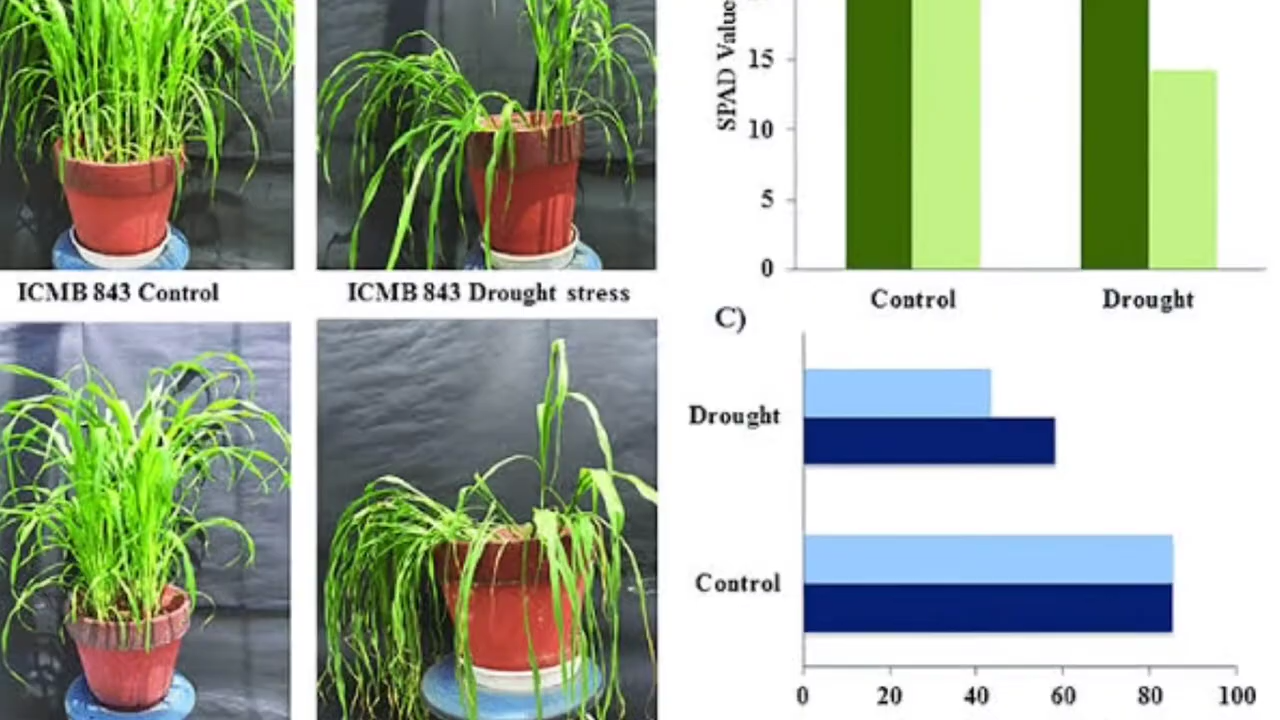 ICMB 843 Control
ICMB 843 Drought stress
SPAD Value
15
10
5
0
Control
Drought
C)
Drought
Control
0
20
40
60
80
100